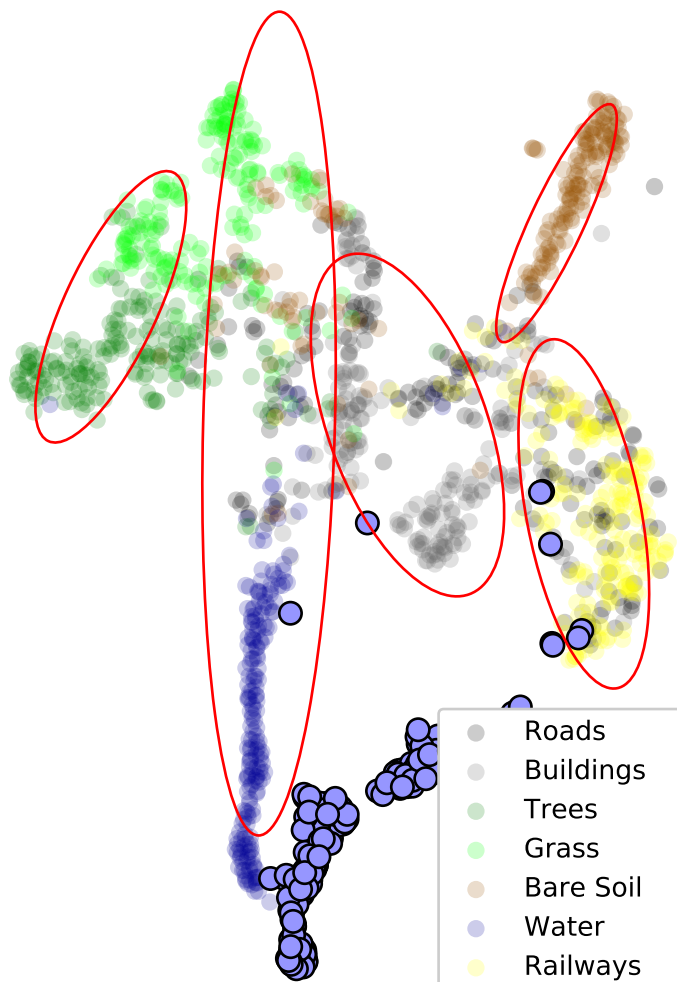 Roads
Buildings
Trees
Grass
Bare Soil
Water
Railways